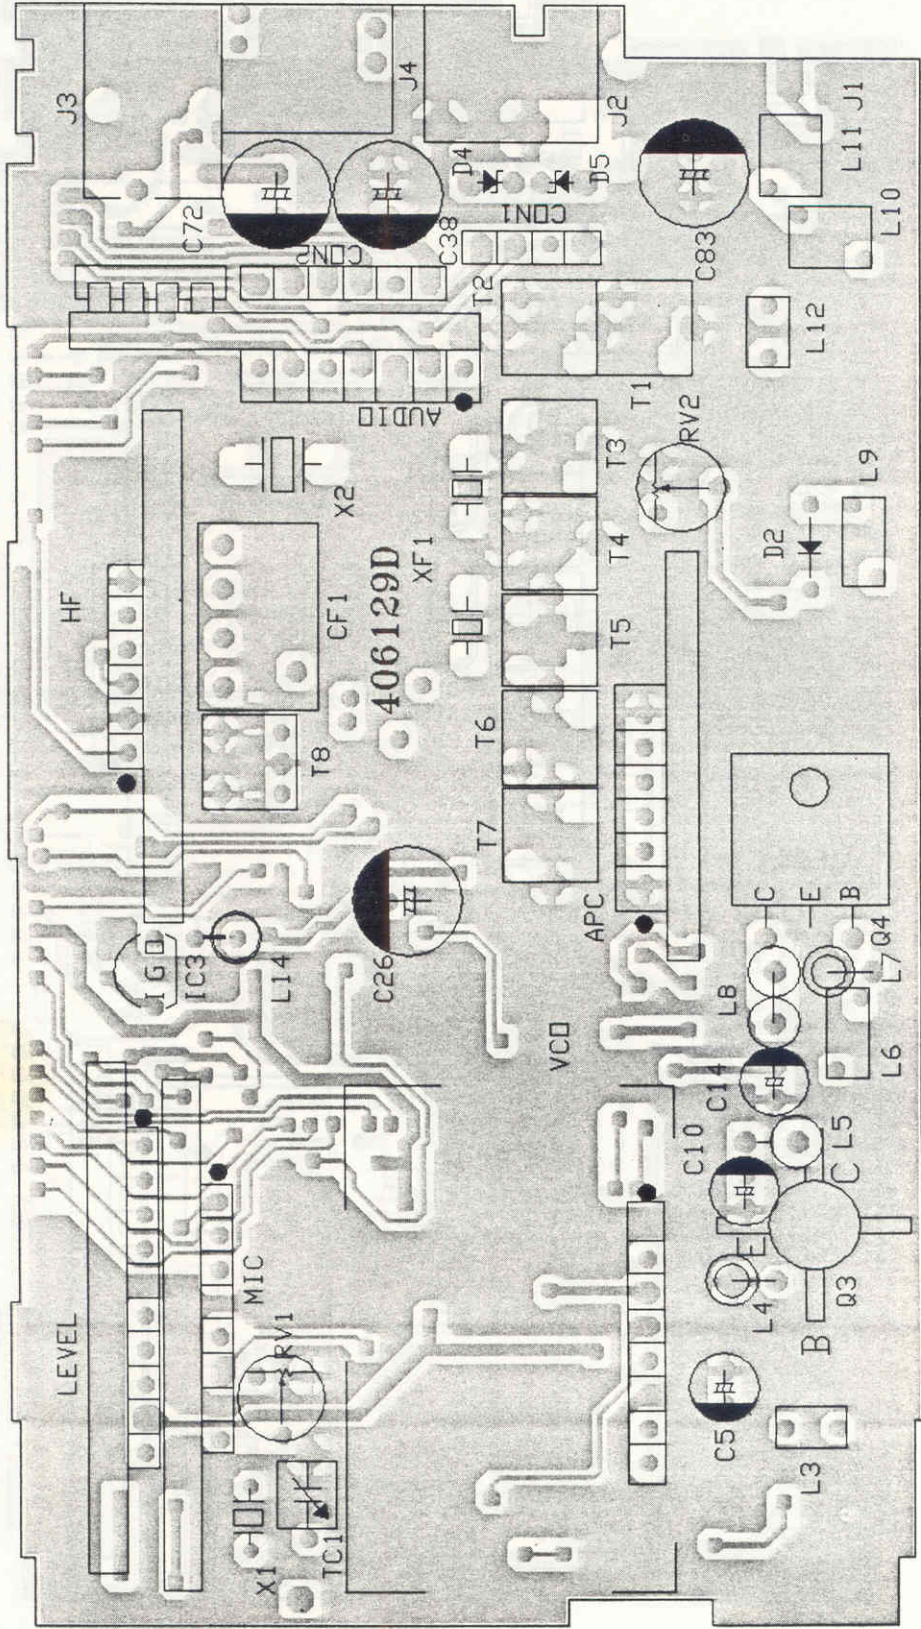 J3
J4
J2
J1
L11
D4
D5
C72
CON2
C38
CON1
C83
L10
T2
L12
AUDIO
T1
RV2
X2
T3
L9
HF
CF1
406129D
XF1
T4
D2
T5
T8
T6
T7
APC
C
E
B
Q4
I G O
IC3
L14
C26
L8
L7
VCO
L6
C14
C10
L5
C
E
LEVEL
MIC
RV1
L4
B
Q3
C5
L3
X1
TC1